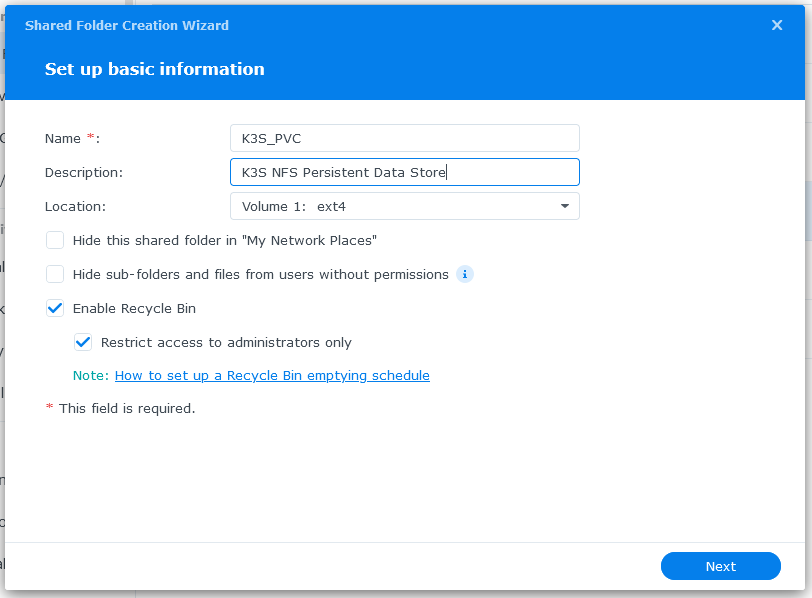 Shared Folder Creation Wizard
Set up basic information
Name *:
K3S_PVC
Description:
K3S NFS Persistent Data Store
Location:
Volume 1: ext4
Hide this shared folder in "My Network Places"
Hide sub-folders and files from users without permissions
Enable Recycle Bin
Restrict access to administrators only
Note: How to set up a Recycle Bin emptying schedule
* This field is required.
Next